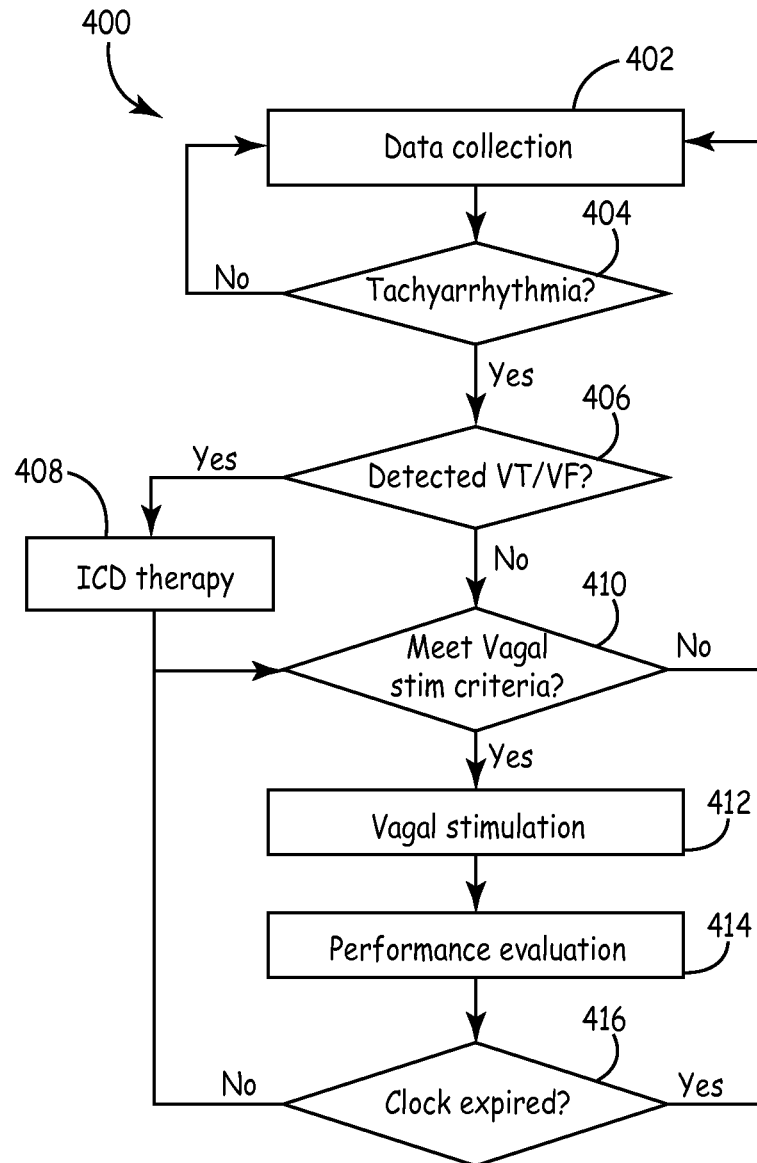 400
402
Data collection
404
No
Tachyarrhythmia?
Yes
406
Yes
Detected VT/VF?
408
ICD therapy
No
410
Meet Vagal
stim criteria?
No
Yes
Vagal stimulation
412
Performance evaluation
414
416
No
Clock expired?
Yes